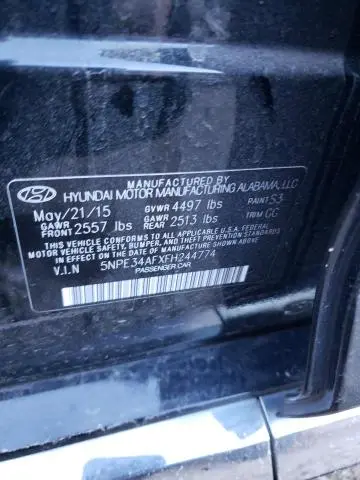 MANUFACTURED BY
HYUNDAI MOTOR MANUFACTURING ALABAMA, LLC
May/21/15 GVWR 4497 lbs PAINT S3
GAWR FRONT 2557 lbs GAWR REAR 2513 lbs TRIM GG
THIS VEHICLE CONFORMS TO ALL APPLICABLE U.S.A FEDERAL
MOTOR VEHICLE SAFETY, BUMPER, AND THEFT PREVENTION STANDARDS
IN EFFECT ON THE DATE OF MANUFACTURE SHOWN ABOVE.
V.I.N 5NPE34AFXFH244774
PASSENGER CAR